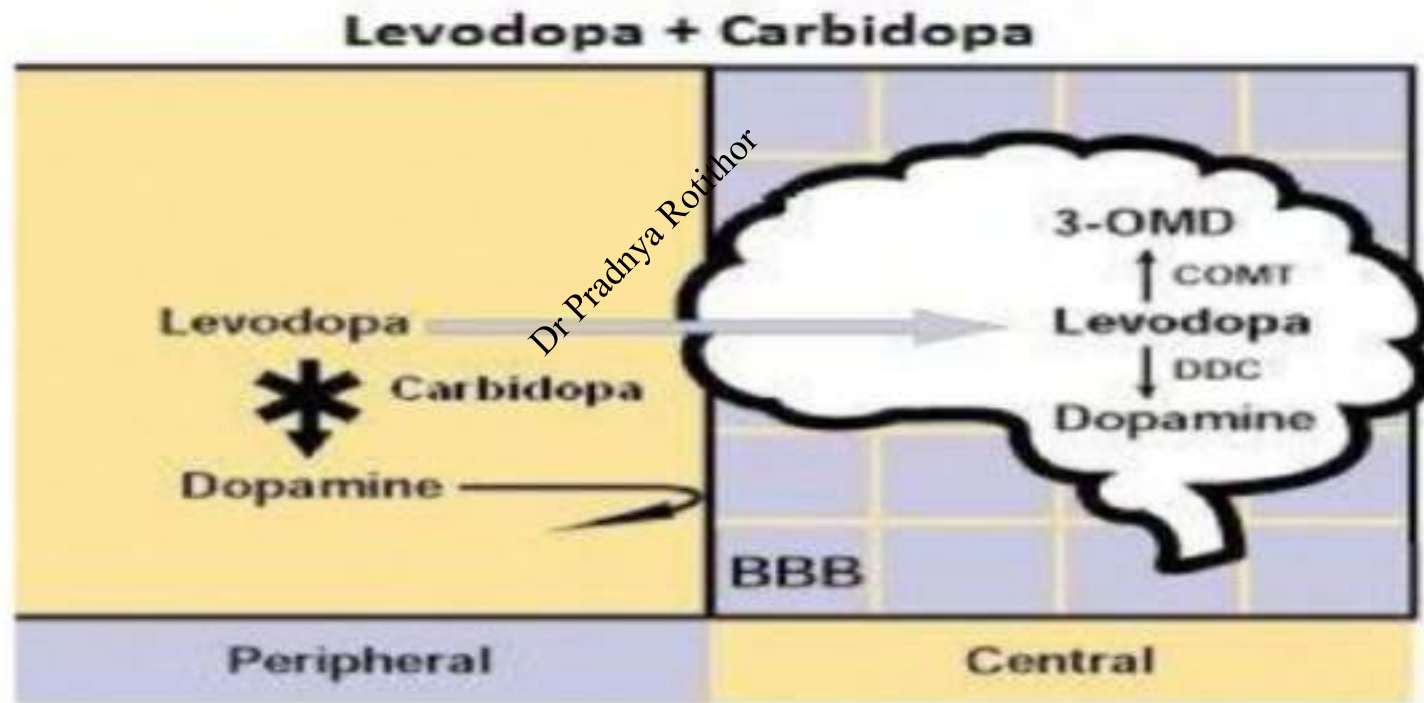 Levodopa + Carbidopa
Dr Pradnya Rotithor
3-OMD
COMT
Levodopa
Levodopa
DDC
Carbidopa
Dopamine
Dopamine
BBB
Peripheral
Central